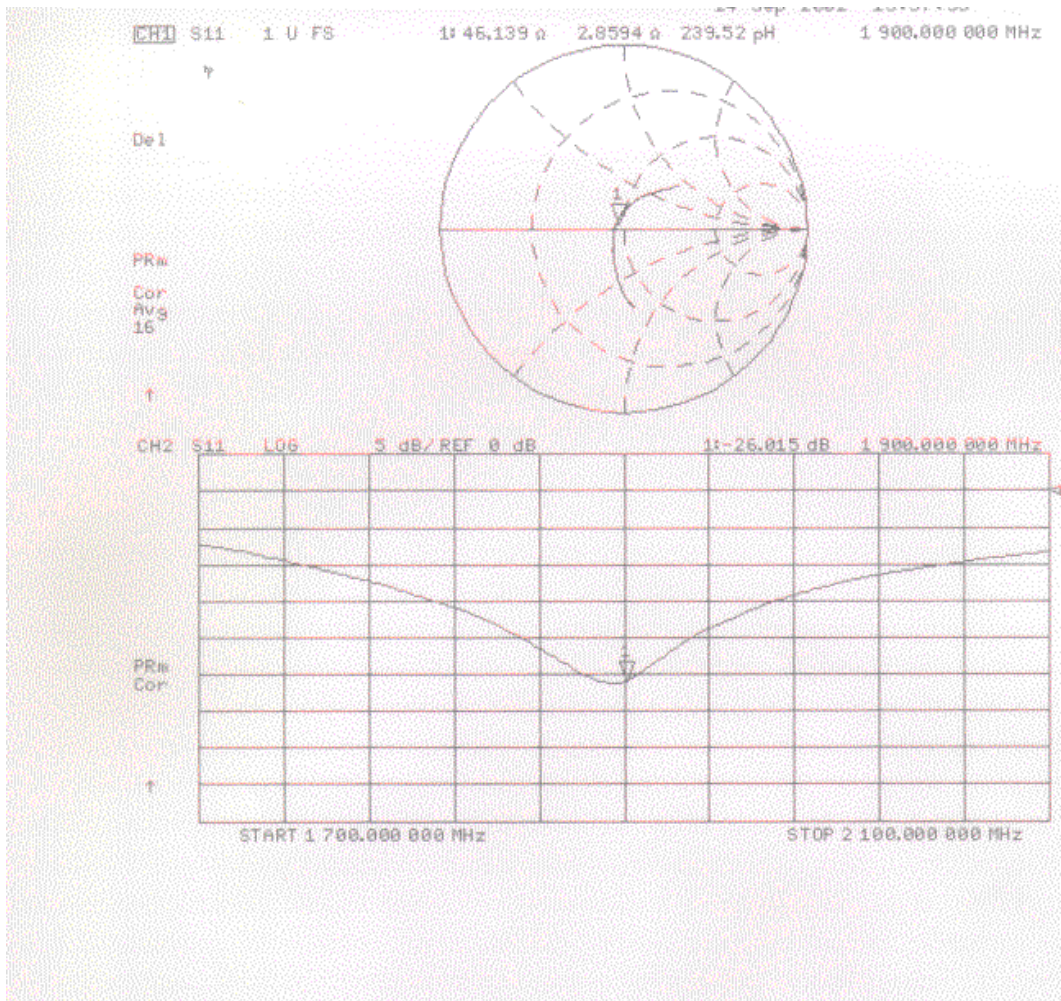 CH1 S11 1 U FS 1: 46.139 Ω 2.8594 Ω 239.52 pH 1 900.000 000 MHz
Del
1
PRm
Cor
Avg
16
↑
CH2 S11 LOG 5 dB/ REF 0 dB 1:-26.015 dB 1 900.000 000 MHz
1
PRm
Cor
↑
START 1 700.000 000 MHz STOP 2 100.000 000 MHz